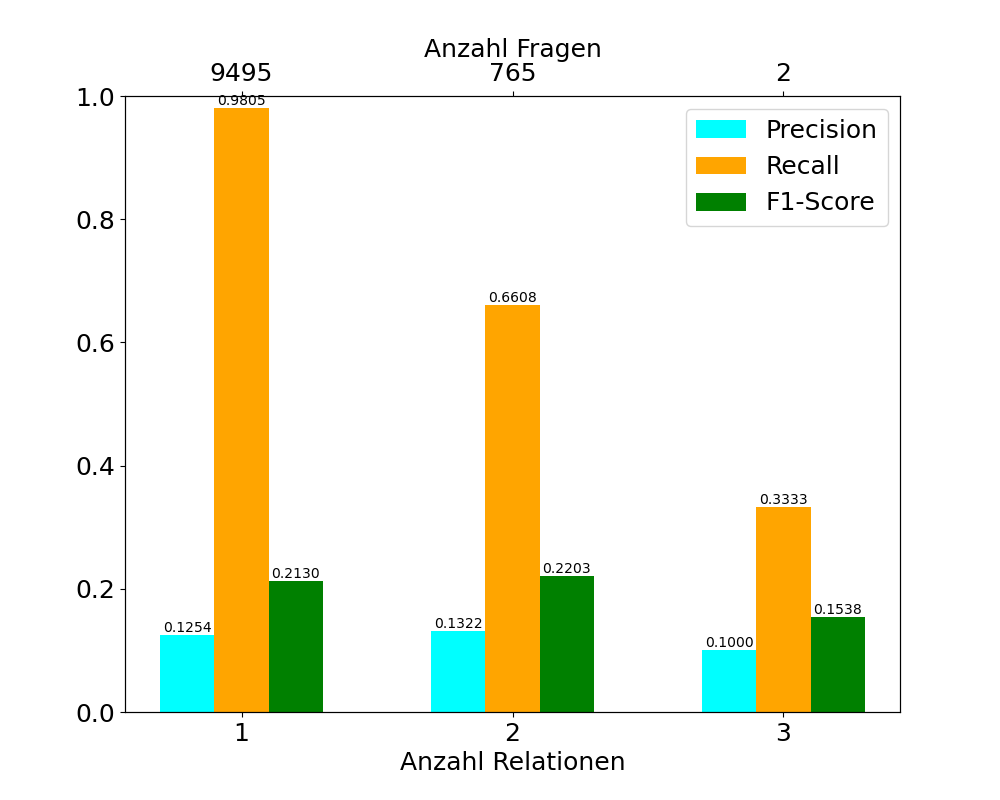 Anzahl Fragen
9495 765 2
1.0
0.8
0.6
0.4
0.2
0.0
0.1254
0.9805
0.2130
0.1322
0.6608
0.2203
0.1000
0.3333
0.1538
Precision
Recall
F1-Score
1 2 3
Anzahl Relationen